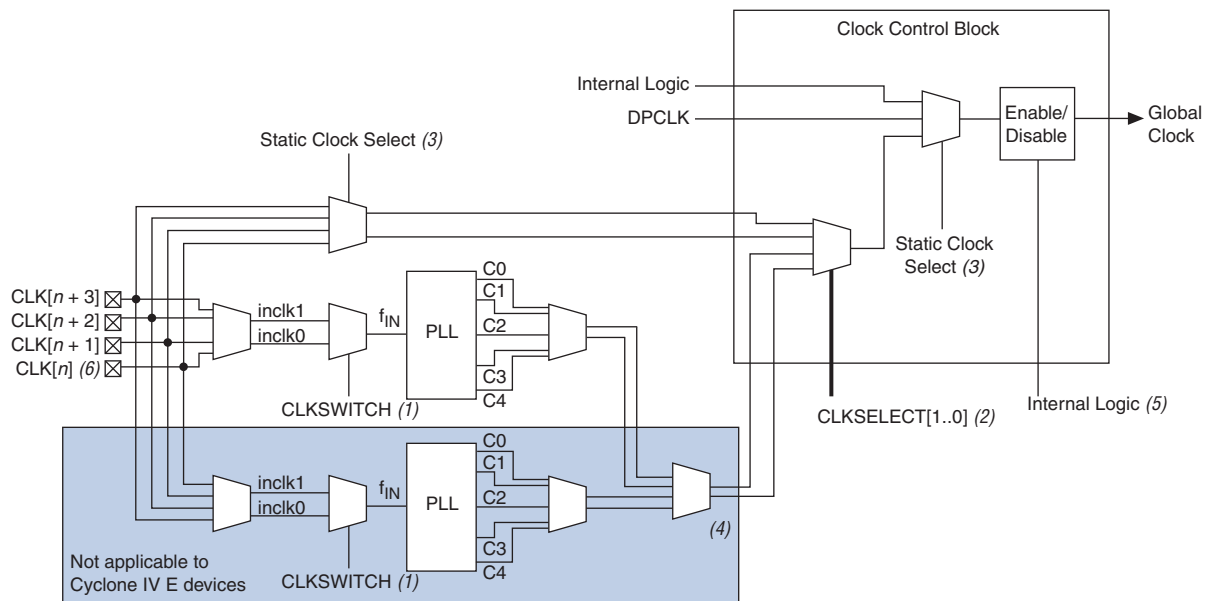 Clock Control Block
Internal Logic
DPCLK
Enable/
Disable
Global
Clock
Static Clock Select (3)
Static Clock
Select (3)
CLK[n + 3]
CLK[n + 2]
CLK[n + 1]
CLK[n] (6)
inclk1
inclk0
fIN
PLL
C0
C1
C2
C3
C4
CLKSWITCH (1)
CLKSELECT[1..0] (2)
Internal Logic (5)
inclk1
inclk0
fIN
PLL
C0
C1
C2
C3
C4
(4)
CLKSWITCH (1)
Not applicable to
Cyclone IV E devices